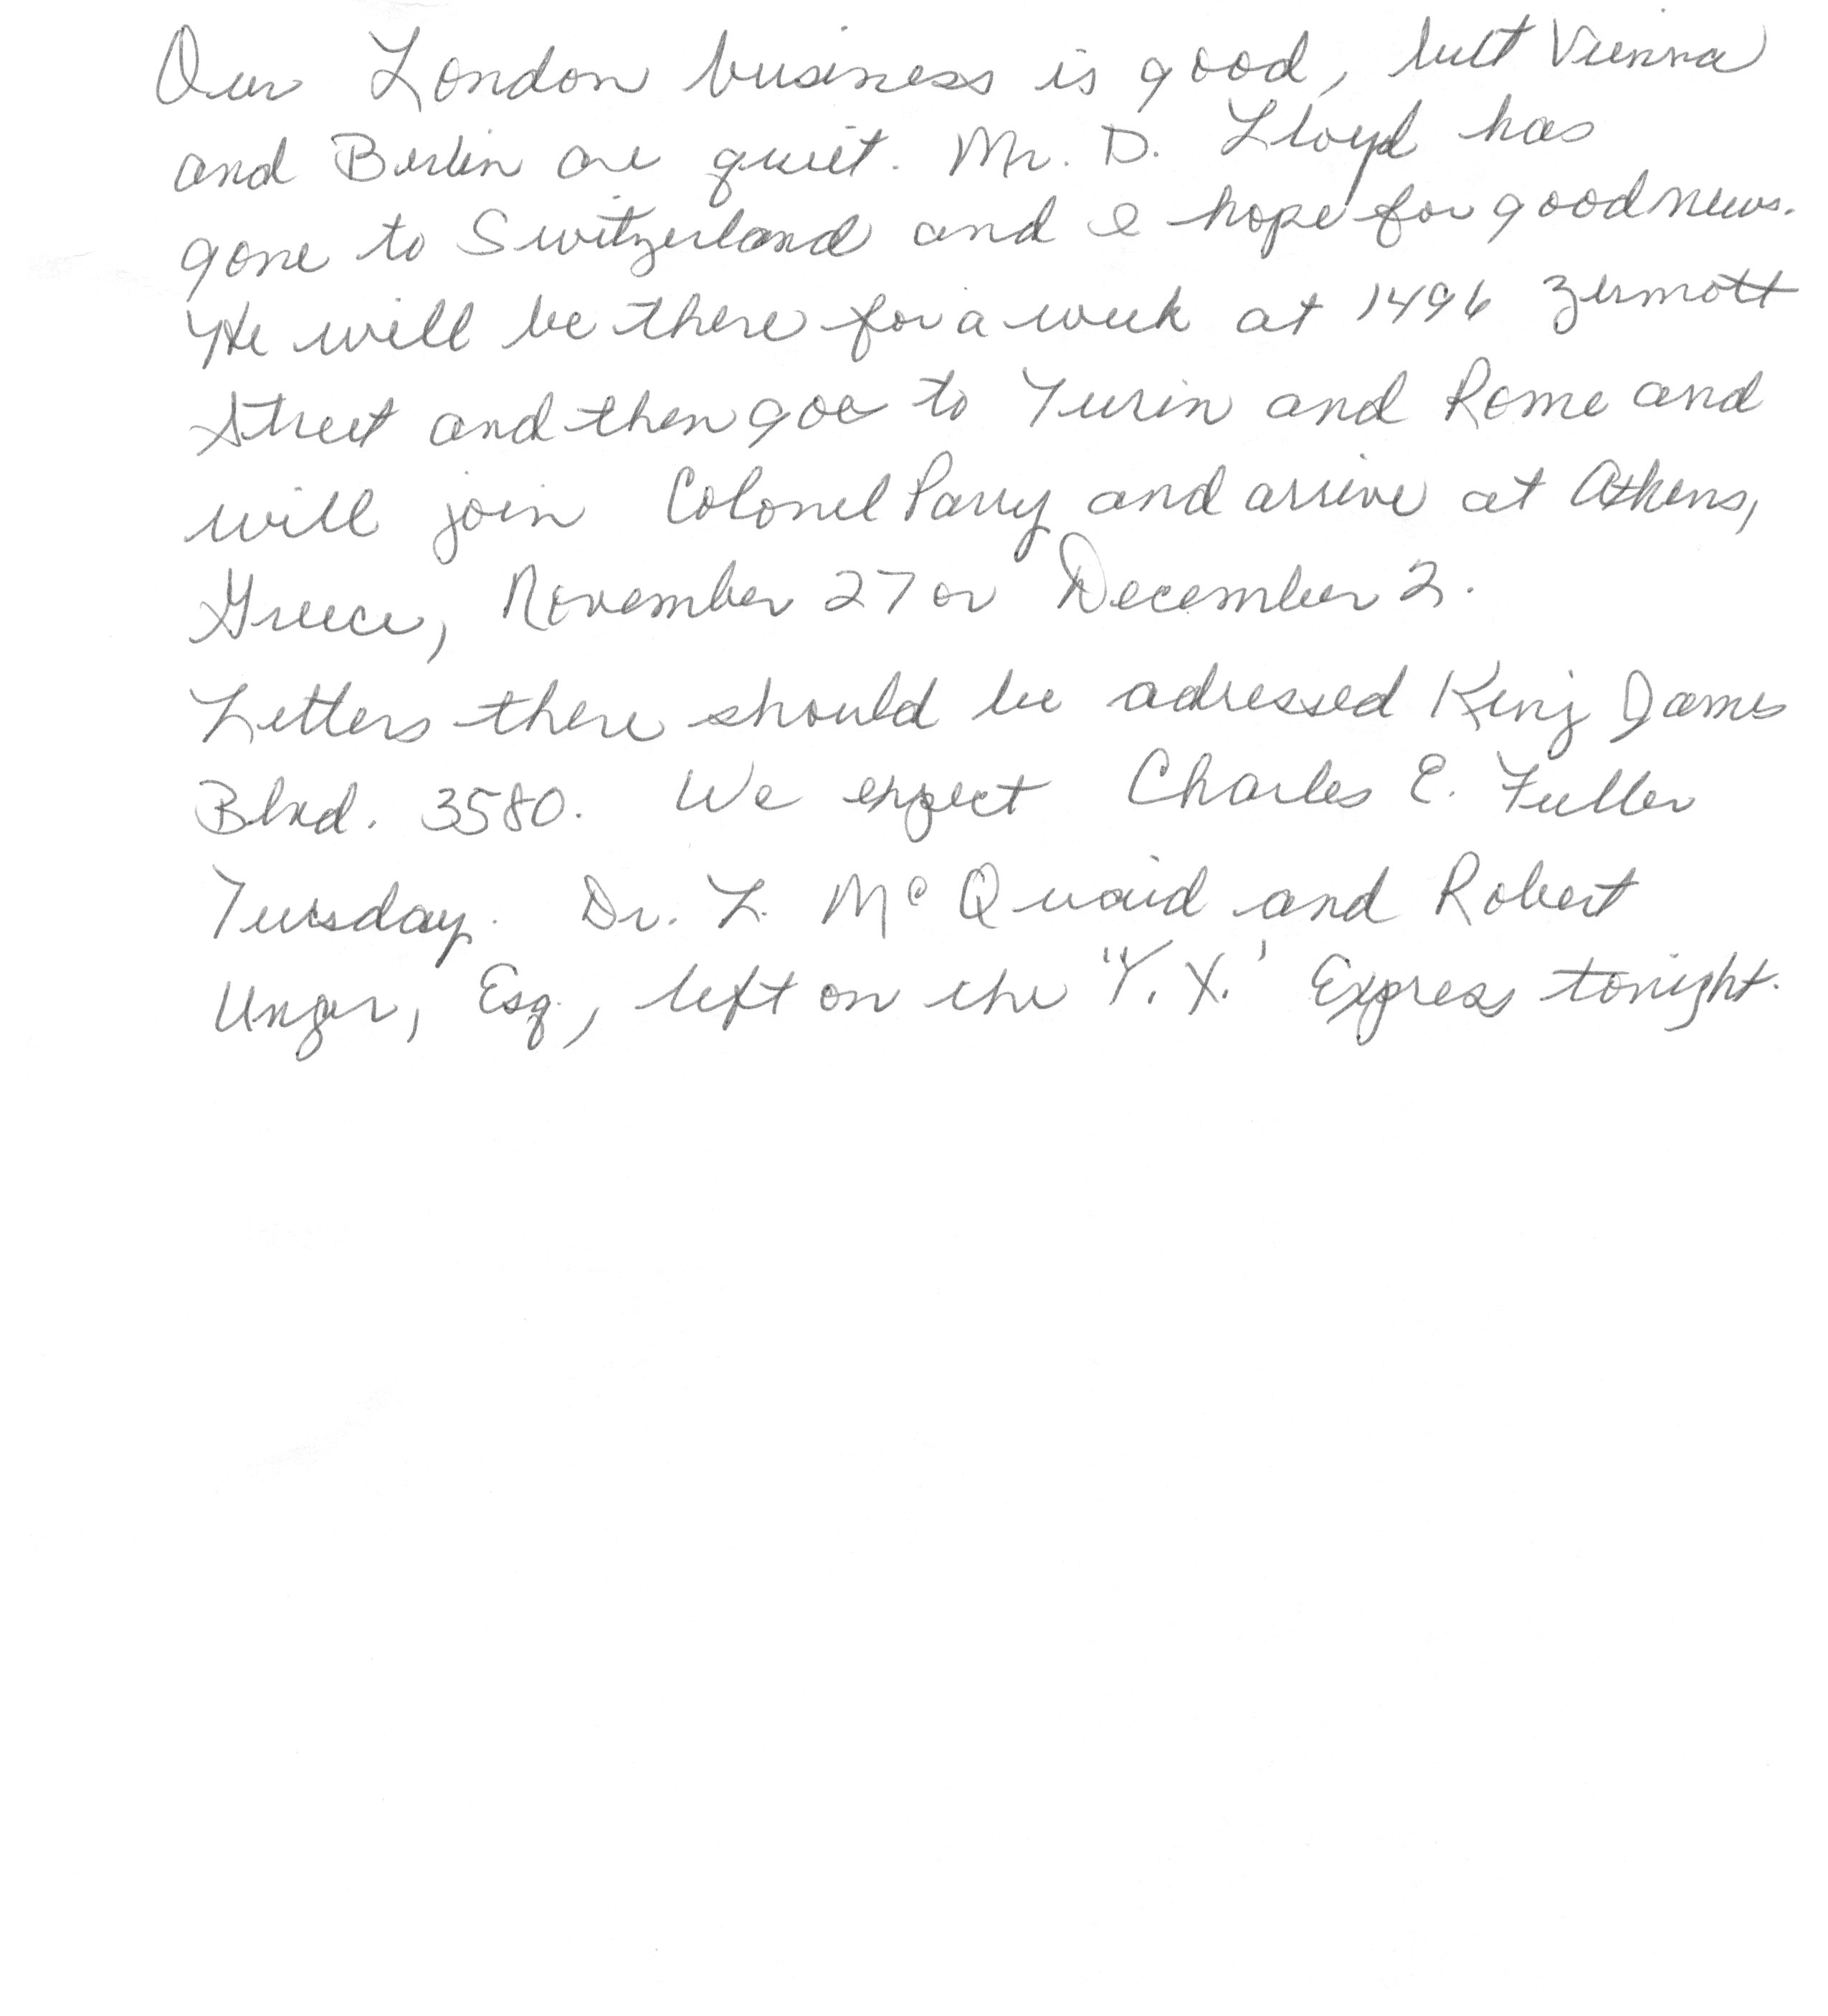 Our London business is good, but Vienna
and Berlin are quiet. Mr. D. Lloyd has
gone to Switzerland and I hope for good news.
He will be there for a week at 1496 Zermott
Street and then goe to Turin and Rome and
will join Colonel Parry and arrive at Athens,
Greece, November 27 or December 2.
Letters there should be adressed King James
Blvd. 3580. We expect Charles E. Fuller
Tuesday. Dr. L. McQuaid and Robert
Unger, Esq., left on the "Y.X.' Express tonight.